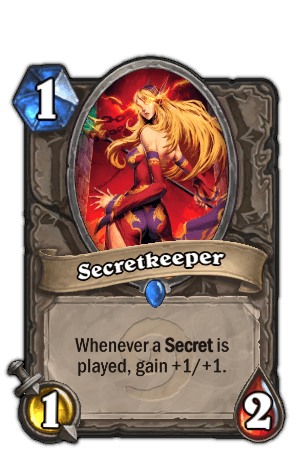 1
Secretkeeper
Whenever a Secret is
played, gain +1/+1.
1
2